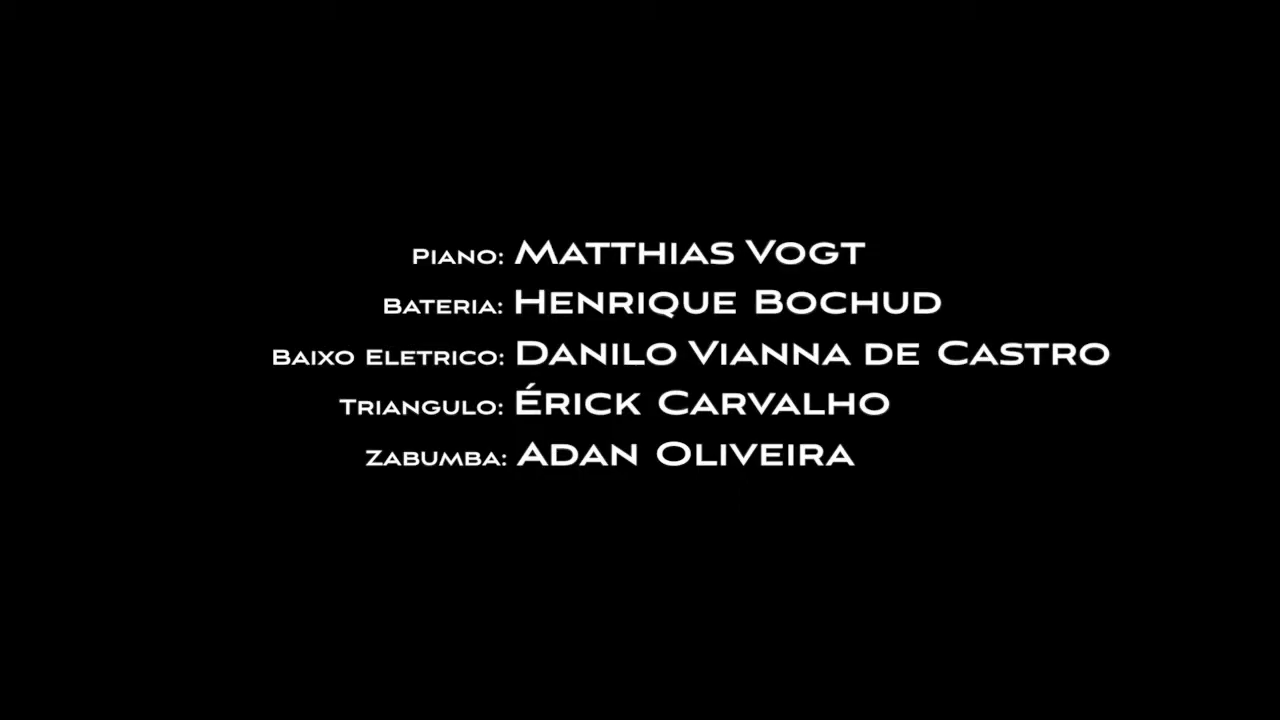 Piano: Matthias Vogt
Bateria: Henrique Bochud
Baixo Eletrico: Danilo Vianna de Castro
Triangulo: Érick Carvalho
Zabumba: Adan Oliveira